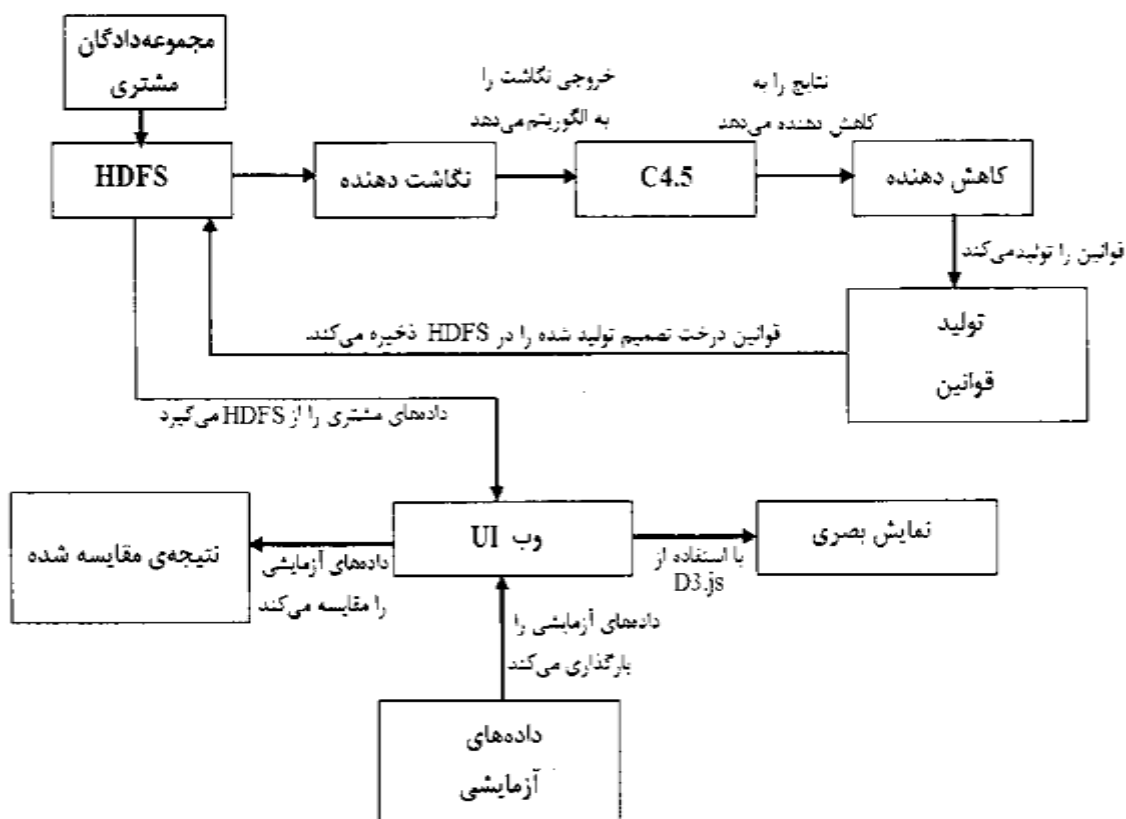 مجموعه‌دادگان
مشتری
خروجی نگاشت را
به الگوریتم می‌دهد
نتایج را به
کاهش دهنده می‌دهد
HDFS
نگاشت دهنده
C4.5
کاهش دهنده
قوانین را تولیدمی‌کند
تولید
قوانین
قوانین درخت تصمیم تولید شده را در HDFS ذخیره می‌کند.
داده‌های مشتری را از HDFS می‌گیرد
نتیجه‌ی مقایسه شده
داده‌های آزمایشی
را مقایسه می‌کند
وب UI
با استفاده از
D3.js
نمایش بصری
داده‌های آزمایشی را
بارگذاری می‌کند
داده‌های
آزمایشی